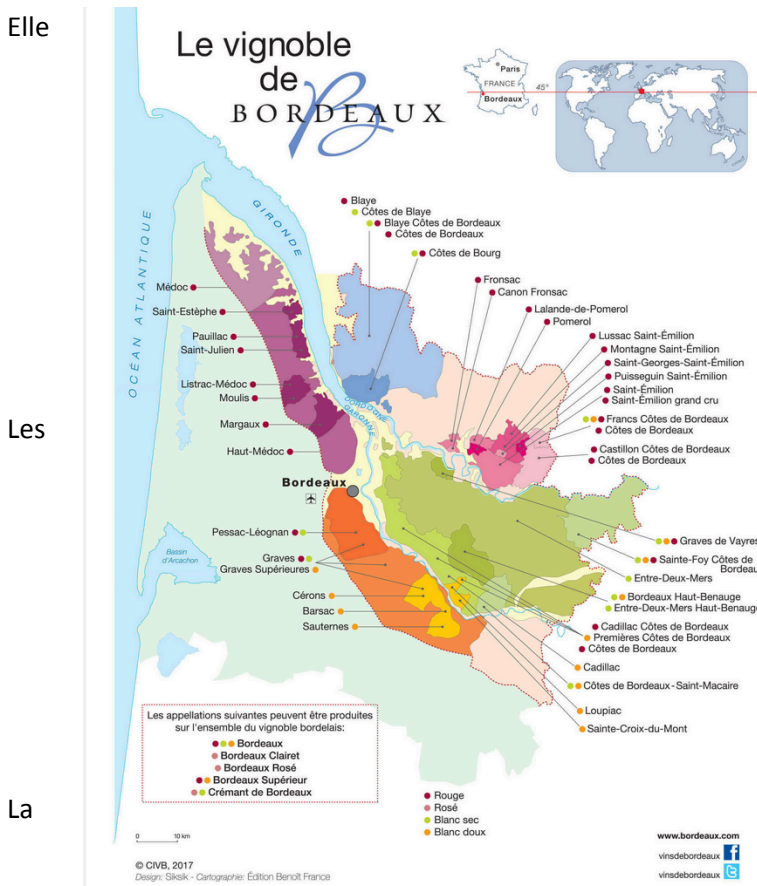 Elle
Les
La
Le vignoble
de
BORDEAUX
B
Paris
FRANCE
Bordeaux
45°
OCÉAN ATLANTIQUE
GIRONDE
DORDOGNE
GARONNE
Blaye
Côtes de Blaye
Blaye Côtes de Bordeaux
Côtes de Bordeaux
Côtes de Bourg
Fronsac
Canon Fronsac
Lalande-de-Pomerol
Pomerol
Lussac Saint-Émilion
Montagne Saint-Émilion
Saint-Georges-Saint-Émilion
Puisseguin Saint-Émilion
Saint-Émilion
Saint-Émilion grand cru
Francs Côtes de Bordeaux
Côtes de Bordeaux
Castillon Côtes de Bordeaux
Côtes de Bordeaux
Médoc
Saint-Estèphe
Pauillac
Saint-Julien
Listrac-Médoc
Moulis
Margaux
Haut-Médoc
Bordeaux
Pessac-Léognan
Graves
Graves Supérieures
Cérons
Barsac
Sauternes
Bassin
d'Arcachon
Graves de Vayres
Sainte-Foy Côtes de
Bordeau
Entre-Deux-Mers
Bordeaux Haut-Benauge
Entre-Deux-Mers Haut-Benauge
Cadillac Côtes de Bordeaux
Premières Côtes de Bordeaux
Côtes de Bordeaux
Cadillac
Côtes de Bordeaux-Saint-Macaire
Loupiac
Sainte-Croix-du-Mont
Les appellations suivantes peuvent être produites
sur l'ensemble du vignoble bordelais:
Bordeaux
Bordeaux Clairet
Bordeaux Rosé
Bordeaux Supérieur
Crémant de Bordeaux
Rouge
Rosé
Blanc sec
Blanc doux
0 10 km
© CIVB, 2017
Design: Siksik - Cartographie: Édition Benoît France
www.bordeaux.com
vinsdebordeaux
vinsdebordeaux